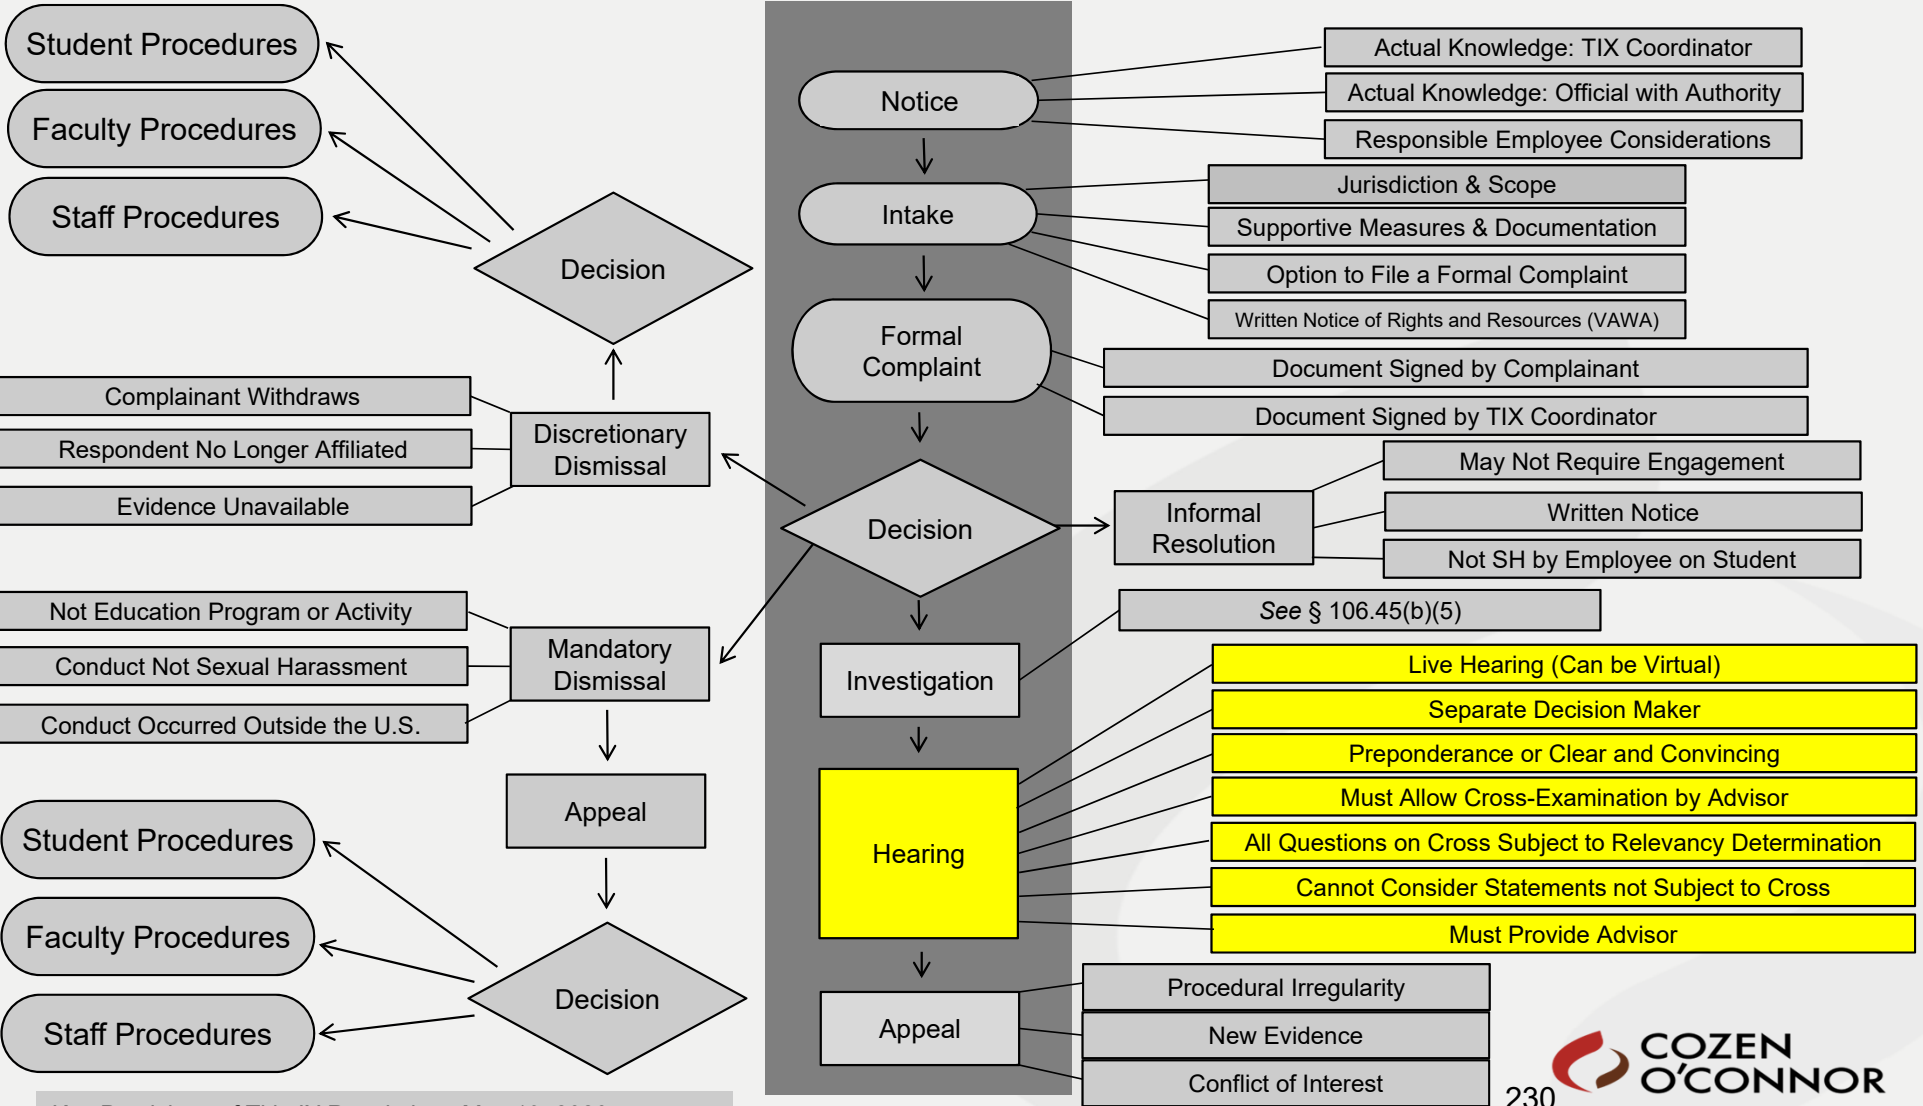 Student Procedures
Faculty Procedures
Staff Procedures
Decision
Complainant Withdraws
Respondent No Longer Affiliated
Evidence Unavailable
Discretionary
Dismissal
Not Education Program or Activity
Conduct Not Sexual Harassment
Conduct Occurred Outside the U.S.
Mandatory
Dismissal
Appeal
Student Procedures
Faculty Procedures
Staff Procedures
Decision
Notice
Actual Knowledge: TIX Coordinator
Actual Knowledge: Official with Authority
Responsible Employee Considerations
Intake
Jurisdiction & Scope
Supportive Measures & Documentation
Option to File a Formal Complaint
Written Notice of Rights and Resources (VAWA)
Formal
Complaint
Document Signed by Complainant
Document Signed by TIX Coordinator
Decision
Informal
Resolution
May Not Require Engagement
Written Notice
Not SH by Employee on Student
Investigation
See § 106.45(b)(5)
Hearing
Live Hearing (Can be Virtual)
Separate Decision Maker
Preponderance or Clear and Convincing
Must Allow Cross-Examination by Advisor
All Questions on Cross Subject to Relevancy Determination
Cannot Consider Statements not Subject to Cross
Must Provide Advisor
Appeal
Procedural Irregularity
New Evidence
Conflict of Interest
230
COZEN
O'CONNOR